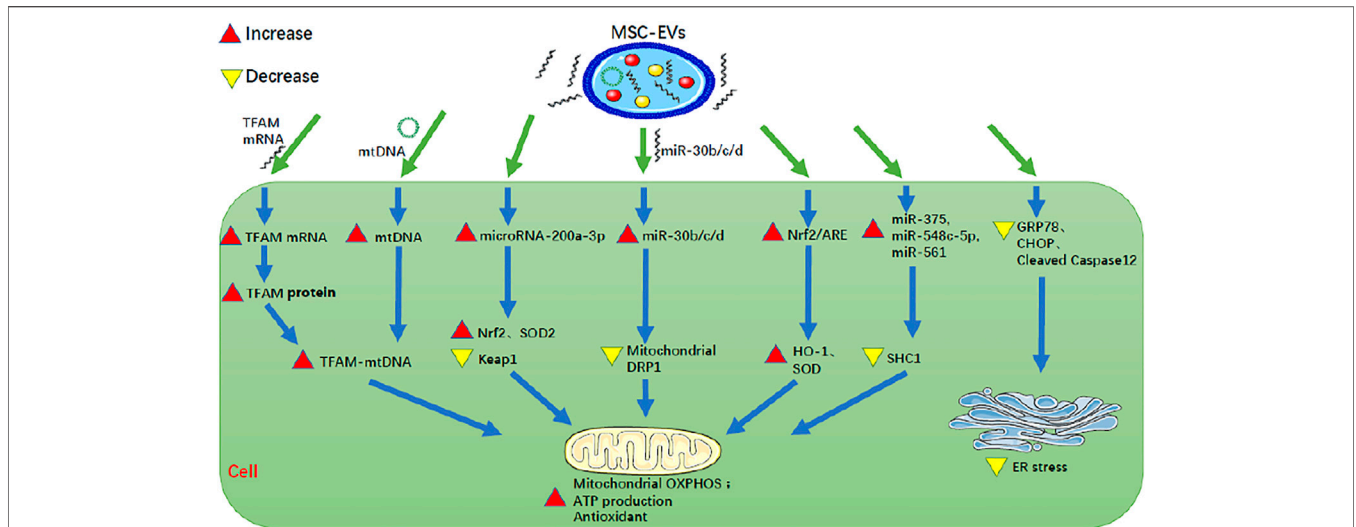 Increase
Decrease
MSC-EVs
TFAM
mRNA
mtDNA
miR-30b/c/d
TFAM mRNA
mtDNA
microRNA-200a-3p
miR-30b/c/d
Nrf2/ARE
miR-375,
miR-548c-5p,
miR-561
GRP78、
CHOP、
Cleaved Caspase12
TFAM protein
Nrf2、SOD2
Keap1
TFAM-mtDNA
Mitochondrial
DRP1
HO-1、
SOD
SHC1
Cell
Mitochondrial OXPHOS；
ATP production
Antioxidant
ER stress